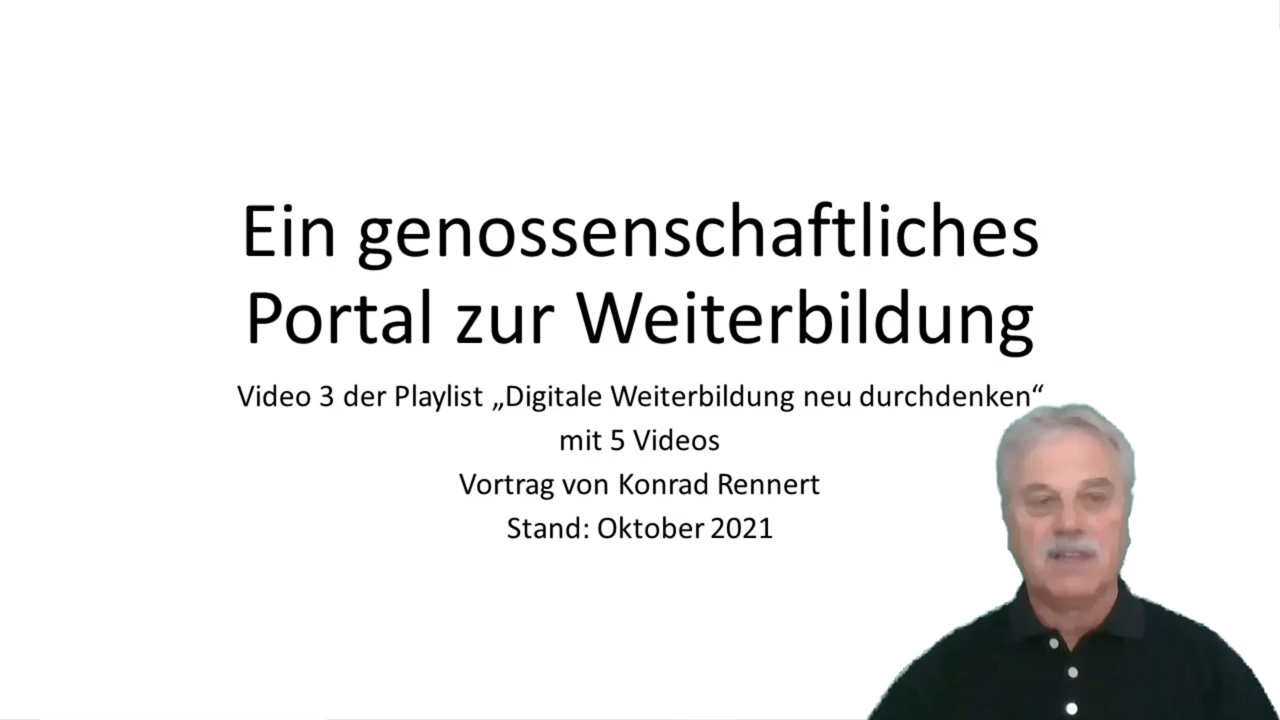 Ein genossenschaftliches
Portal zur Weiterbildung
Video 3 der Playlist „Digitale Weiterbildung neu durchdenken“
mit 5 Videos
Vortrag von Konrad Rennert
Stand: Oktober 2021